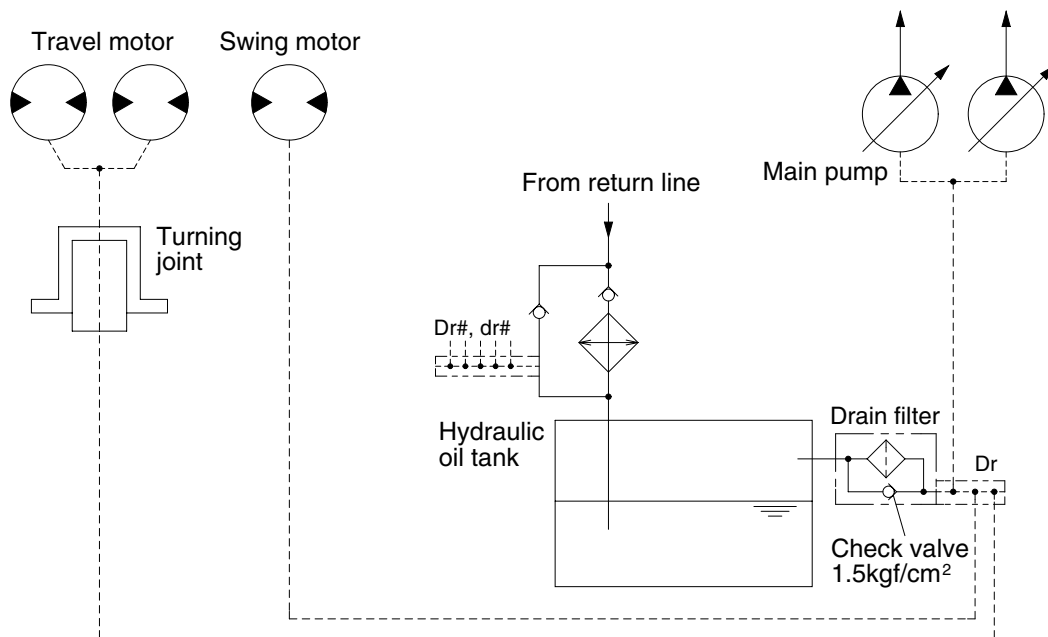 Travel motor
Swing motor
Main pump
From return line
Turning
joint
Dr#, dr#
Hydraulic
oil tank
Drain filter
Dr
Check valve
1.5kgf/cm²